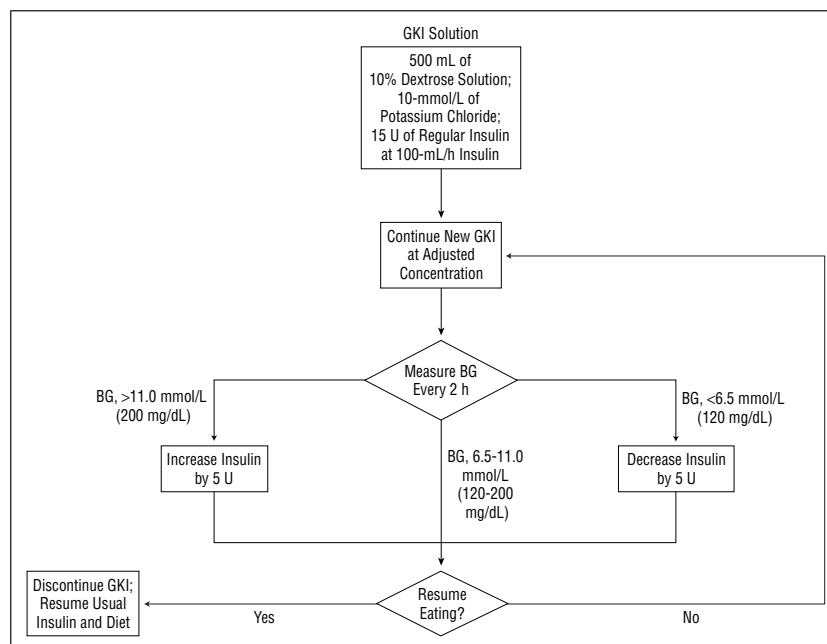 GKI Solution
500 mL of
10% Dextrose Solution;
10-mmol/L of
Potassium Chloride;
15 U of Regular Insulin
at 100-mL/h Insulin
Continue New GKI
at Adjusted
Concentration
Measure BG
Every 2 h
BG, >11.0 mmol/L
(200 mg/dL)
BG, <6.5 mmol/L
(120 mg/dL)
Increase Insulin
by 5 U
BG, 6.5-11.0
mmol/L
(120-200
mg/dL)
Decrease Insulin
by 5 U
Discontinue GKI;
Resume Usual
Insulin and Diet
Yes
Resume
Eating?
No